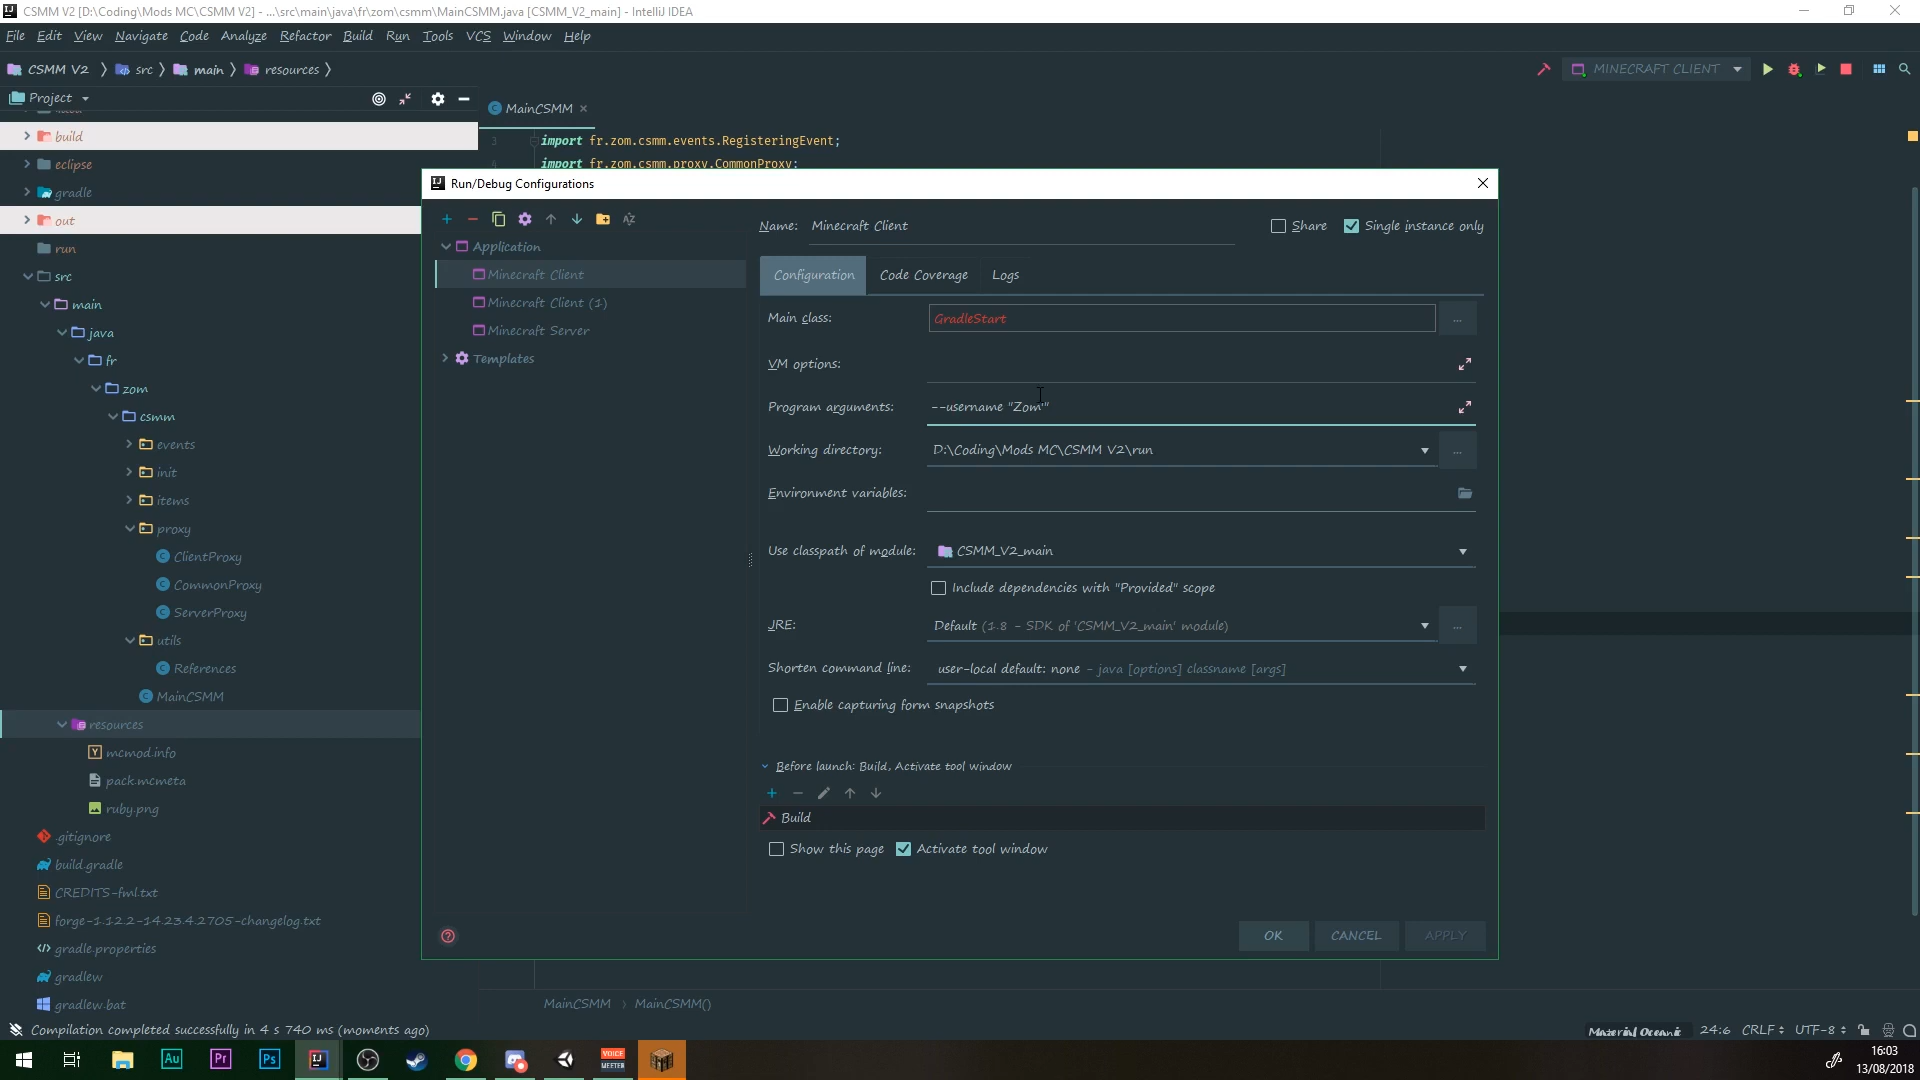 CSMM V2 [D:\Coding\Mods MC\CSMM V2] - ...\src\main\java\fr\zom\csmm\MainCSMM.java [CSMM_V2_main] - IntelliJ IDEA
File Edit View Navigate Code Analyze Refactor Build Run Tools VCS Window Help
CSMM V2 src main resources MINECRAFT CLIENT
Project
MainCSMM
build
3 import fr.zom.csmm.events.RegisteringEvent;
eclipse
4 import fr.zom.csmm.proxy.CommonProxy;
Run/Debug Configurations
gradle
out
run
src
main
java
fr
zom
csmm
events
init
items
proxy
ClientProxy
CommonProxy
ServerProxy
utils
References
MainCSMM
resources
mcmod.info
pack.mcmeta
ruby.png
.gitignore
build.gradle
CREDITS-fml.txt
forge-1.12.2-14.23.4.2705-changelog.txt
gradle.properties
gradlew
gradlew.bat
Application
Minecraft Client
Minecraft Client (1)
Minecraft Server
Templates
Name: Minecraft Client
Share Single instance only
Configuration Code Coverage Logs
Main class: GradleStart ...
VM options:
Program arguments: --username "Zom"
Working directory: D:\Coding\Mods MC\CSMM V2\run ...
Environment variables:
Use classpath of module: CSMM_V2_main
Include dependencies with "Provided" scope
JRE: Default (1.8 - SDK of 'CSMM_V2_main' module) ...
Shorten command line: user-local default: none - java [options] classname [args]
Enable capturing form snapshots
Before launch: Build, Activate tool window
Build
Show this page Activate tool window
OK CANCEL APPLY
MainCSMM MainCSMM()
Compilation completed successfully in 4 s 740 ms (moments ago)
Material Oceanic 24:6 CRLF UTF-8
Au Pr Ps IJ VOICE MEETER
16:03
13/08/2018